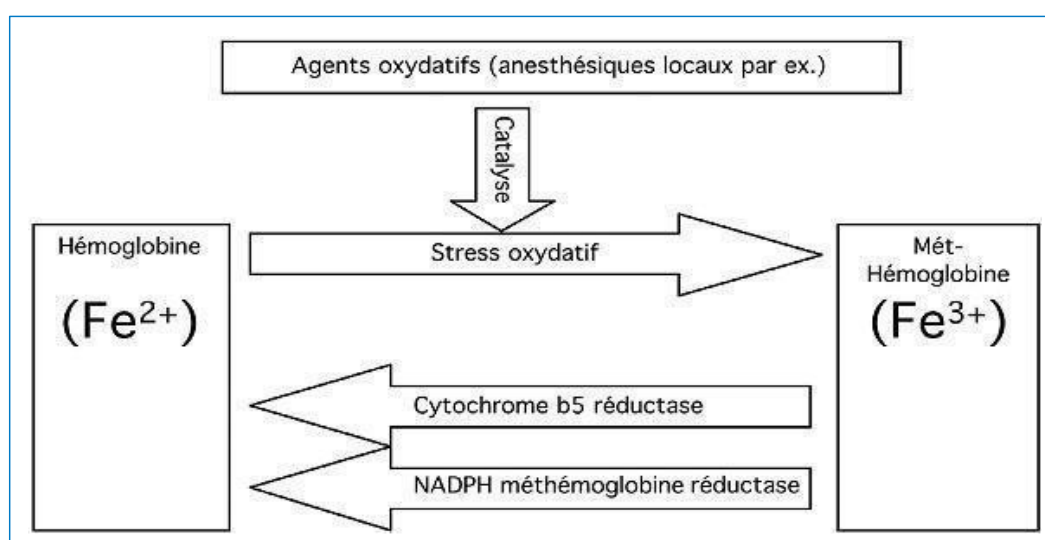 Agents oxydatifs (anesthésiques locaux par ex.)
Catalyse
Hémoglobine
(Fe²⁺)
Stress oxydatif
Mét-
Hémoglobine
(Fe³⁺)
Cytochrome b5 réductase
NADPH méthémoglobine réductase